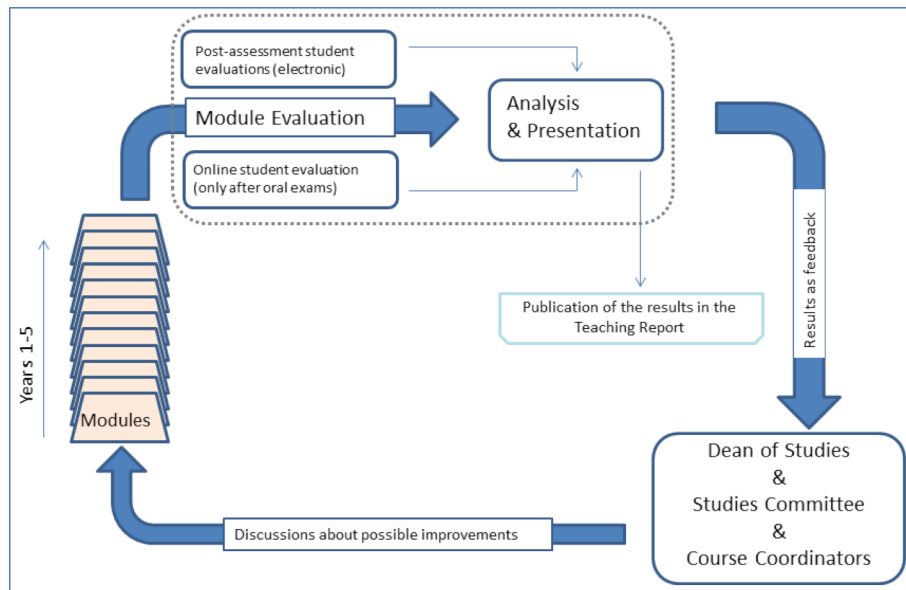 Post-assessment student
evaluations (electronic)
Module Evaluation
Online student evaluation
(only after oral exams)
Analysis
& Presentation
Publication of the results in the
Teaching Report
Results as feedback
Years 1-5
Modules
Dean of Studies
&
Studies Committee
&
Course Coordinators
Discussions about possible improvements